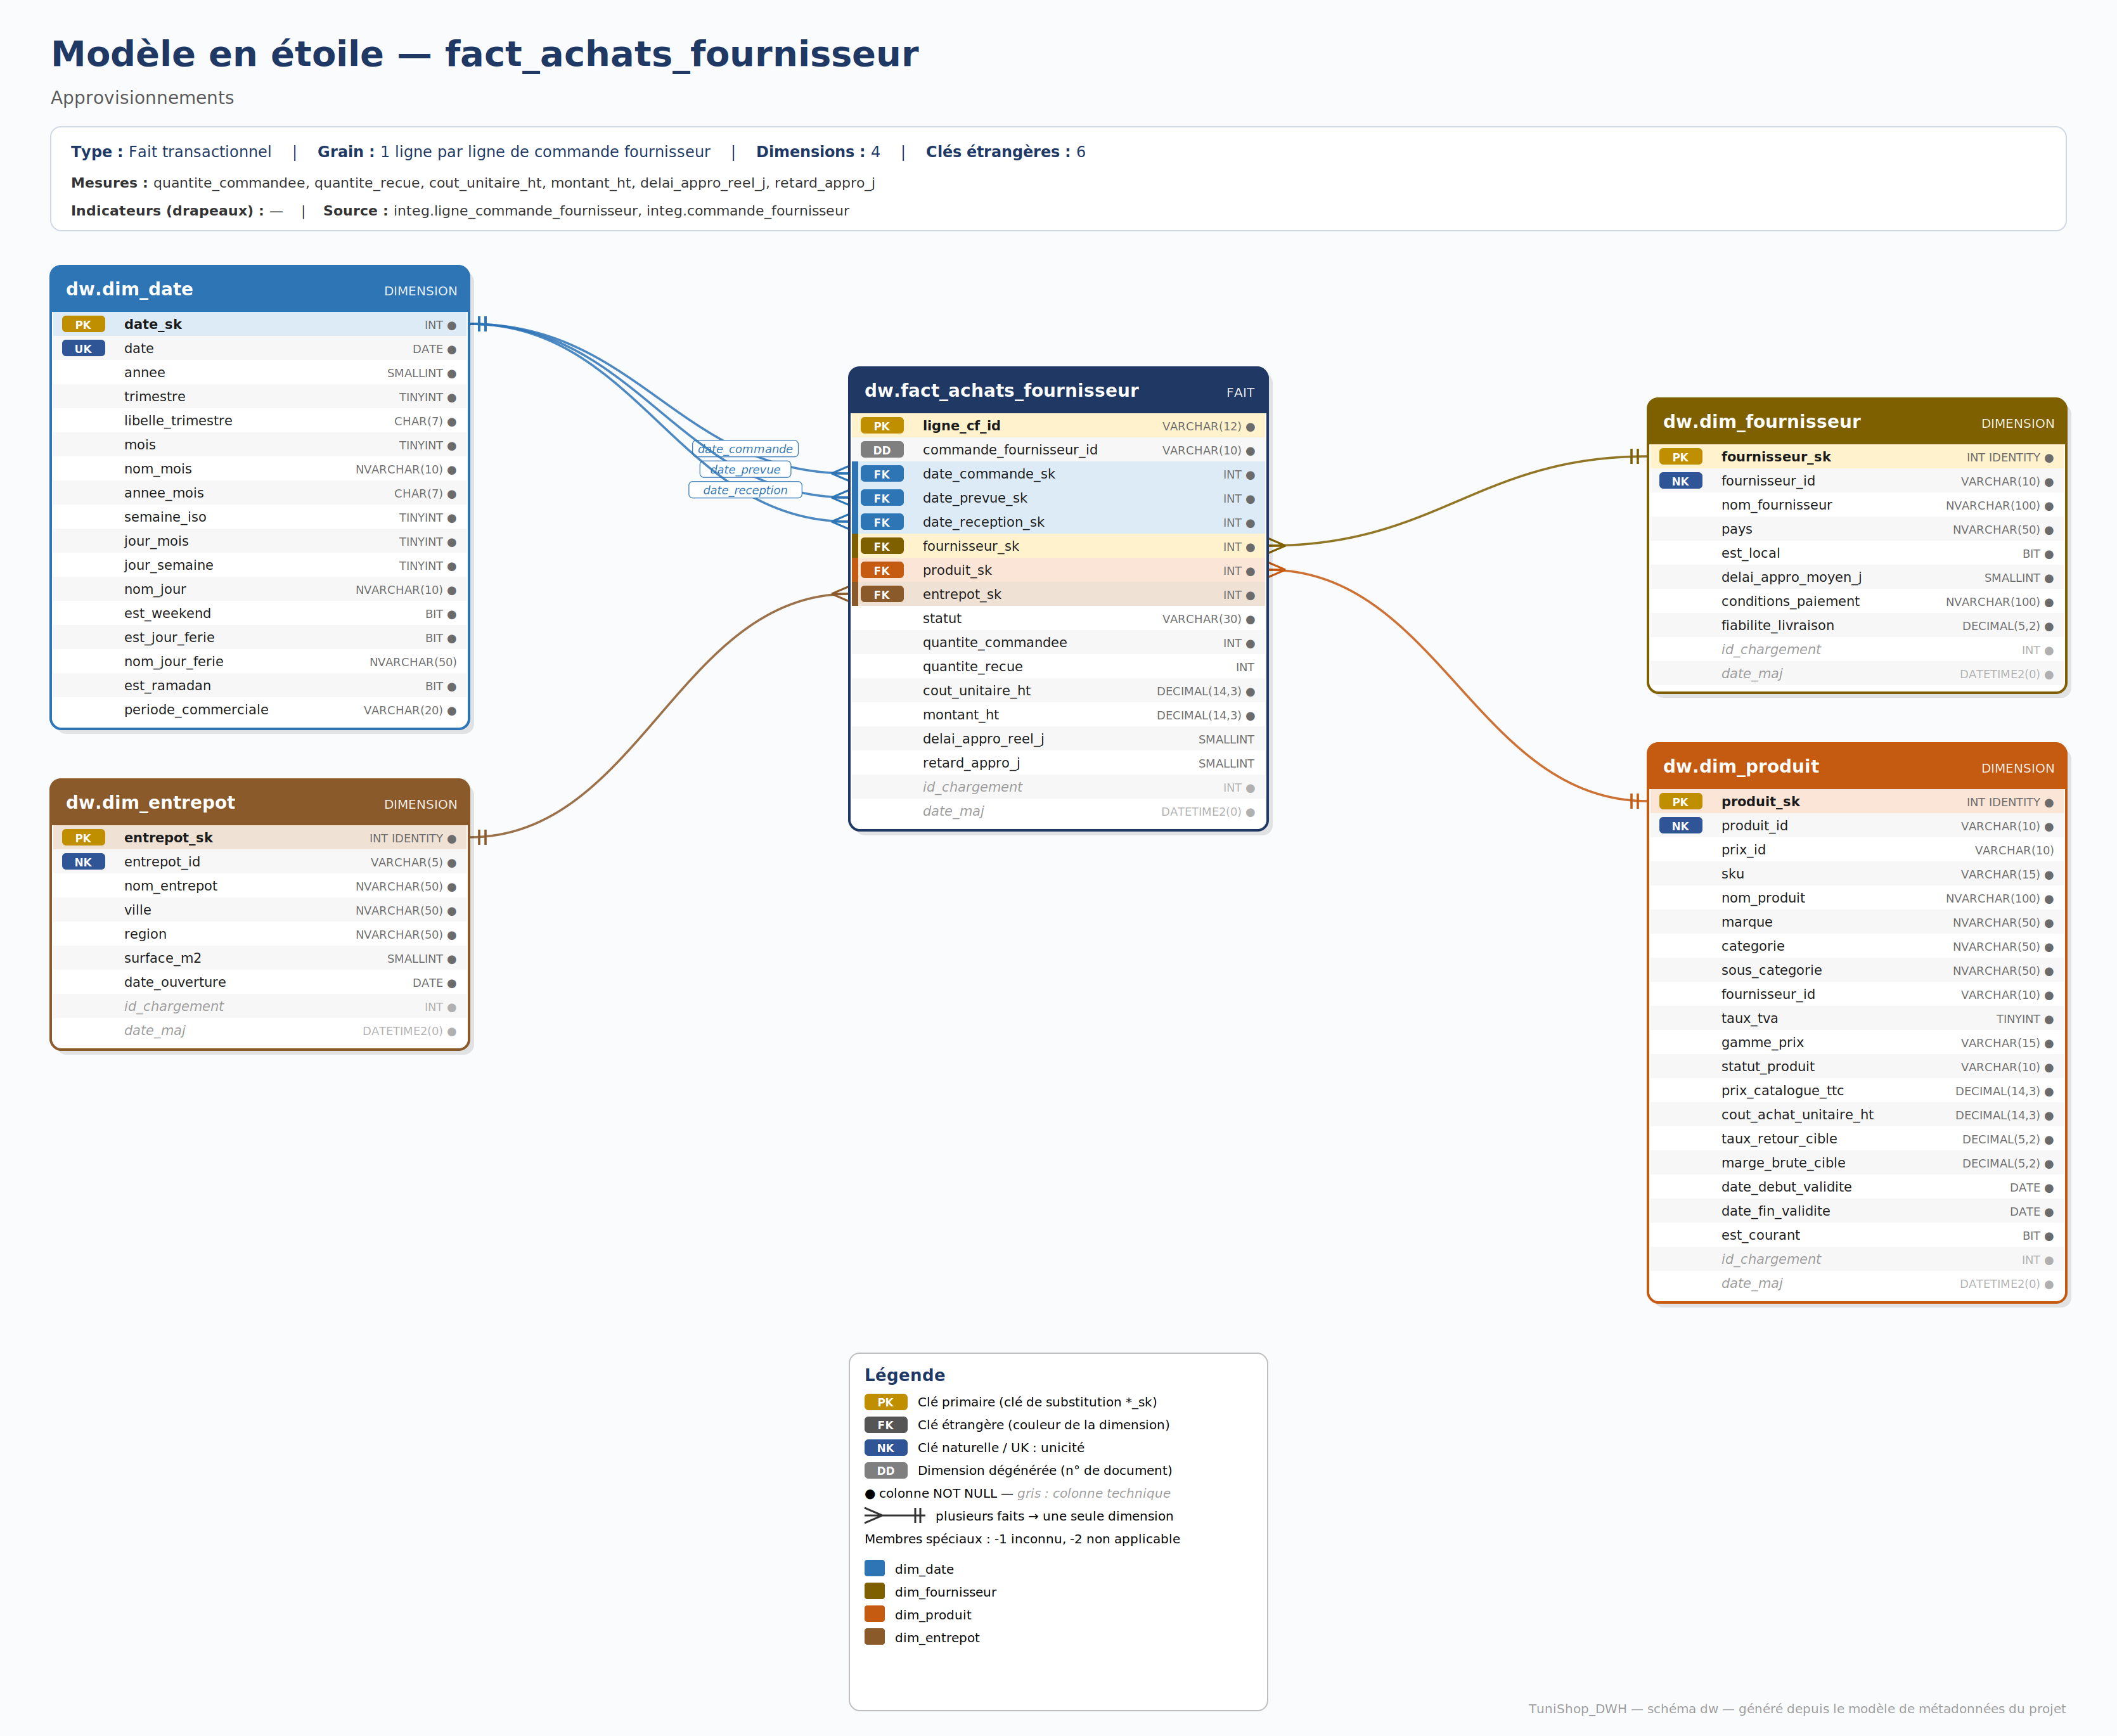 Modèle en étoile — fact_achats_fournisseur
Approvisionnements
Type : Fait transactionnel | Grain : 1 ligne par ligne de commande fournisseur | Dimensions : 4 | Clés étrangères : 6
Mesures : quantite_commandee, quantite_recue, cout_unitaire_ht, montant_ht, delai_appro_reel_j, retard_appro_j
Indicateurs (drapeaux) : — | Source : integ.ligne_commande_fournisseur, integ.commande_fournisseur
dw.dim_date DIMENSION
PK date_sk INT ●
UK date DATE ●
annee SMALLINT ●
trimestre TINYINT ●
libelle_trimestre CHAR(7) ●
mois TINYINT ●
nom_mois NVARCHAR(10) ●
annee_mois CHAR(7) ●
semaine_iso TINYINT ●
jour_mois TINYINT ●
jour_semaine TINYINT ●
nom_jour NVARCHAR(10) ●
est_weekend BIT ●
est_jour_ferie BIT ●
nom_jour_ferie NVARCHAR(50)
est_ramadan BIT ●
periode_commerciale VARCHAR(20) ●
dw.dim_entrepot DIMENSION
PK entrepot_sk INT IDENTITY ●
NK entrepot_id VARCHAR(5) ●
nom_entrepot NVARCHAR(50) ●
ville NVARCHAR(50) ●
region NVARCHAR(50) ●
surface_m2 SMALLINT ●
date_ouverture DATE ●
id_chargement INT ●
date_maj DATETIME2(0) ●
date_commande
date_prevue
date_reception
dw.fact_achats_fournisseur FAIT
PK ligne_cf_id VARCHAR(12) ●
DD commande_fournisseur_id VARCHAR(10) ●
FK date_commande_sk INT ●
FK date_prevue_sk INT ●
FK date_reception_sk INT ●
FK fournisseur_sk INT ●
FK produit_sk INT ●
FK entrepot_sk INT ●
statut VARCHAR(30) ●
quantite_commandee INT ●
quantite_recue INT
cout_unitaire_ht DECIMAL(14,3) ●
montant_ht DECIMAL(14,3) ●
delai_appro_reel_j SMALLINT
retard_appro_j SMALLINT
id_chargement INT ●
date_maj DATETIME2(0) ●
dw.dim_fournisseur DIMENSION
PK fournisseur_sk INT IDENTITY ●
NK fournisseur_id VARCHAR(10) ●
nom_fournisseur NVARCHAR(100) ●
pays NVARCHAR(50) ●
est_local BIT ●
delai_appro_moyen_j SMALLINT ●
conditions_paiement NVARCHAR(100) ●
fiabilite_livraison DECIMAL(5,2) ●
id_chargement INT ●
date_maj DATETIME2(0) ●
dw.dim_produit DIMENSION
PK produit_sk INT IDENTITY ●
NK produit_id VARCHAR(10) ●
prix_id VARCHAR(10)
sku VARCHAR(15) ●
nom_produit NVARCHAR(100) ●
marque NVARCHAR(50) ●
categorie NVARCHAR(50) ●
sous_categorie NVARCHAR(50) ●
fournisseur_id VARCHAR(10) ●
taux_tva TINYINT ●
gamme_prix VARCHAR(15) ●
statut_produit VARCHAR(10) ●
prix_catalogue_ttc DECIMAL(14,3) ●
cout_achat_unitaire_ht DECIMAL(14,3) ●
taux_retour_cible DECIMAL(5,2) ●
marge_brute_cible DECIMAL(5,2) ●
date_debut_validite DATE ●
date_fin_validite DATE ●
est_courant BIT ●
id_chargement INT ●
date_maj DATETIME2(0) ●
Légende
PK Clé primaire (clé de substitution *_sk)
FK Clé étrangère (couleur de la dimension)
NK Clé naturelle / UK : unicité
DD Dimension dégénérée (n° de document)
● colonne NOT NULL — gris : colonne technique
plusieurs faits → une seule dimension
Membres spéciaux : -1 inconnu, -2 non applicable
dim_date
dim_fournisseur
dim_produit
dim_entrepot
TuniShop_DWH — schéma dw — généré depuis le modèle de métadonnées du projet